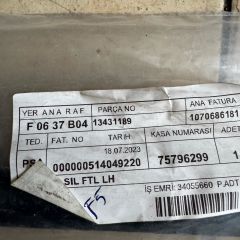 YER ANA RAF PARÇA NO ANA FATURA
F 06 37 B04 13431189 1070686181
TED. FAT. NO TARİH KASA NUMARASI ADET
000000514049220 18.07.2023 75796299 1
SIL FTL LH
İŞ EMRİ: 34055660 P.ADT
F5